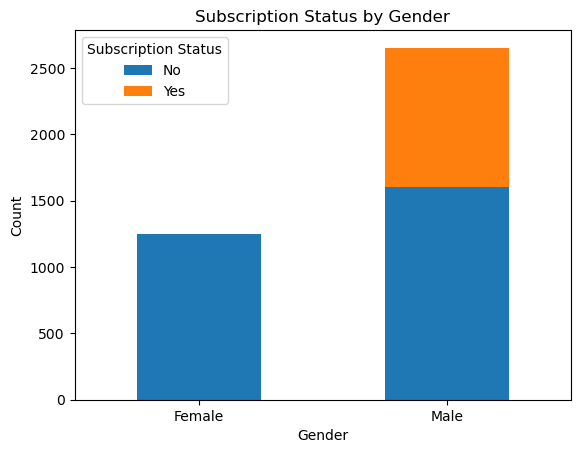 Subscription Status by Gender
Subscription Status
No
Yes
2500
2000
1500
1000
500
0
Count
Female
Male
Gender